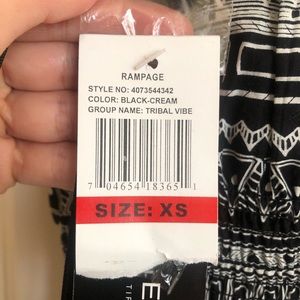 RAMPAGE
STYLE NO: 4073544342
COLOR: BLACK-CREAM
GROUP NAME: TRIBAL VIBE
7 04654 18365 1
SIZE: XS